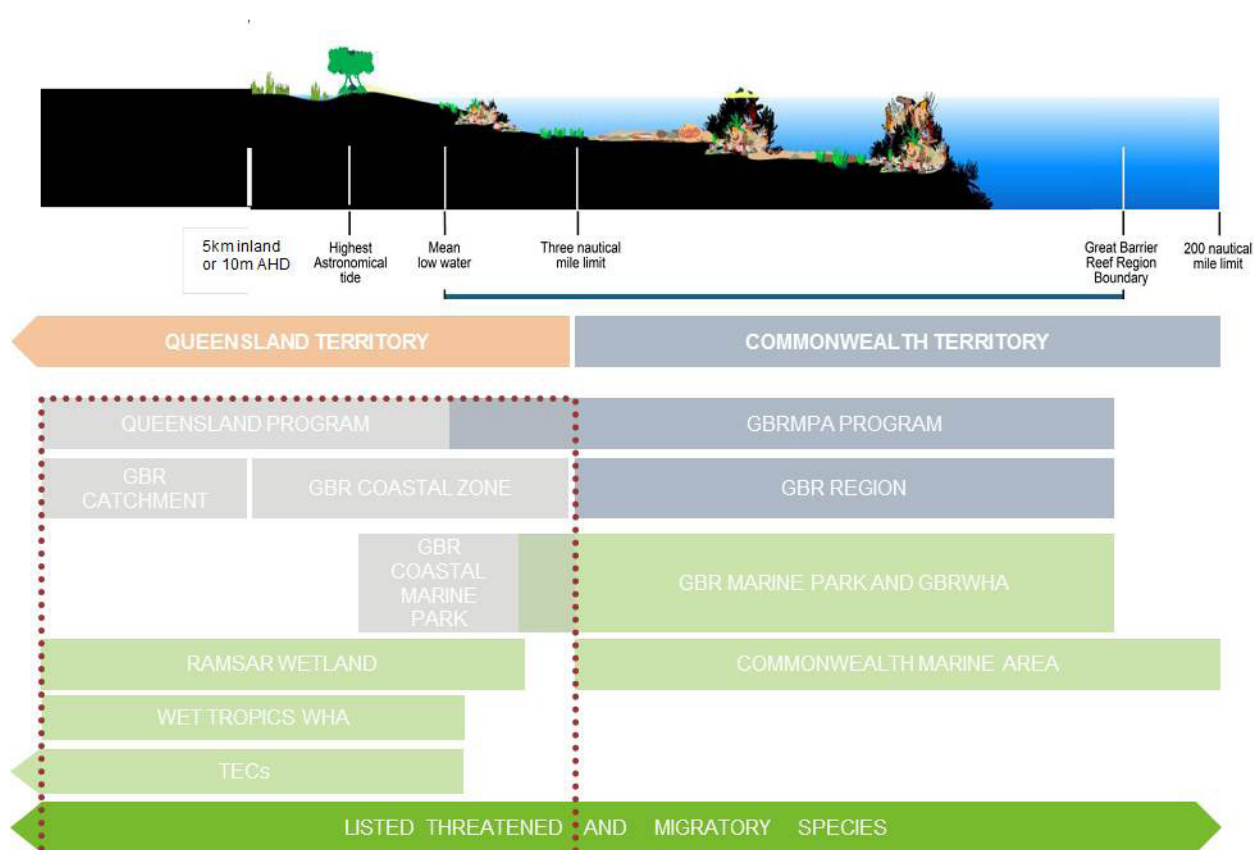 5km inland
or 10m AHD
Highest
Astronomical
tide
Mean
low water
Three nautical
mile limit
Great Barrier
Reef Region
Boundary
200 nautical
mile limit
QUEENSLAND TERRITORY
COMMONWEALTH TERRITORY
QUEENSLAND PROGRAM
GBRMPA PROGRAM
GBR
CATCHMENT
GBR COASTAL ZONE
GBR REGION
GBR
COASTAL
MARINE
PARK
GBR MARINE PARK AND GBRWHA
RAMSAR WETLAND
COMMONWEALTH MARINE AREA
WET TROPICS WHA
TECs
LISTED THREATENED AND MIGRATORY SPECIES